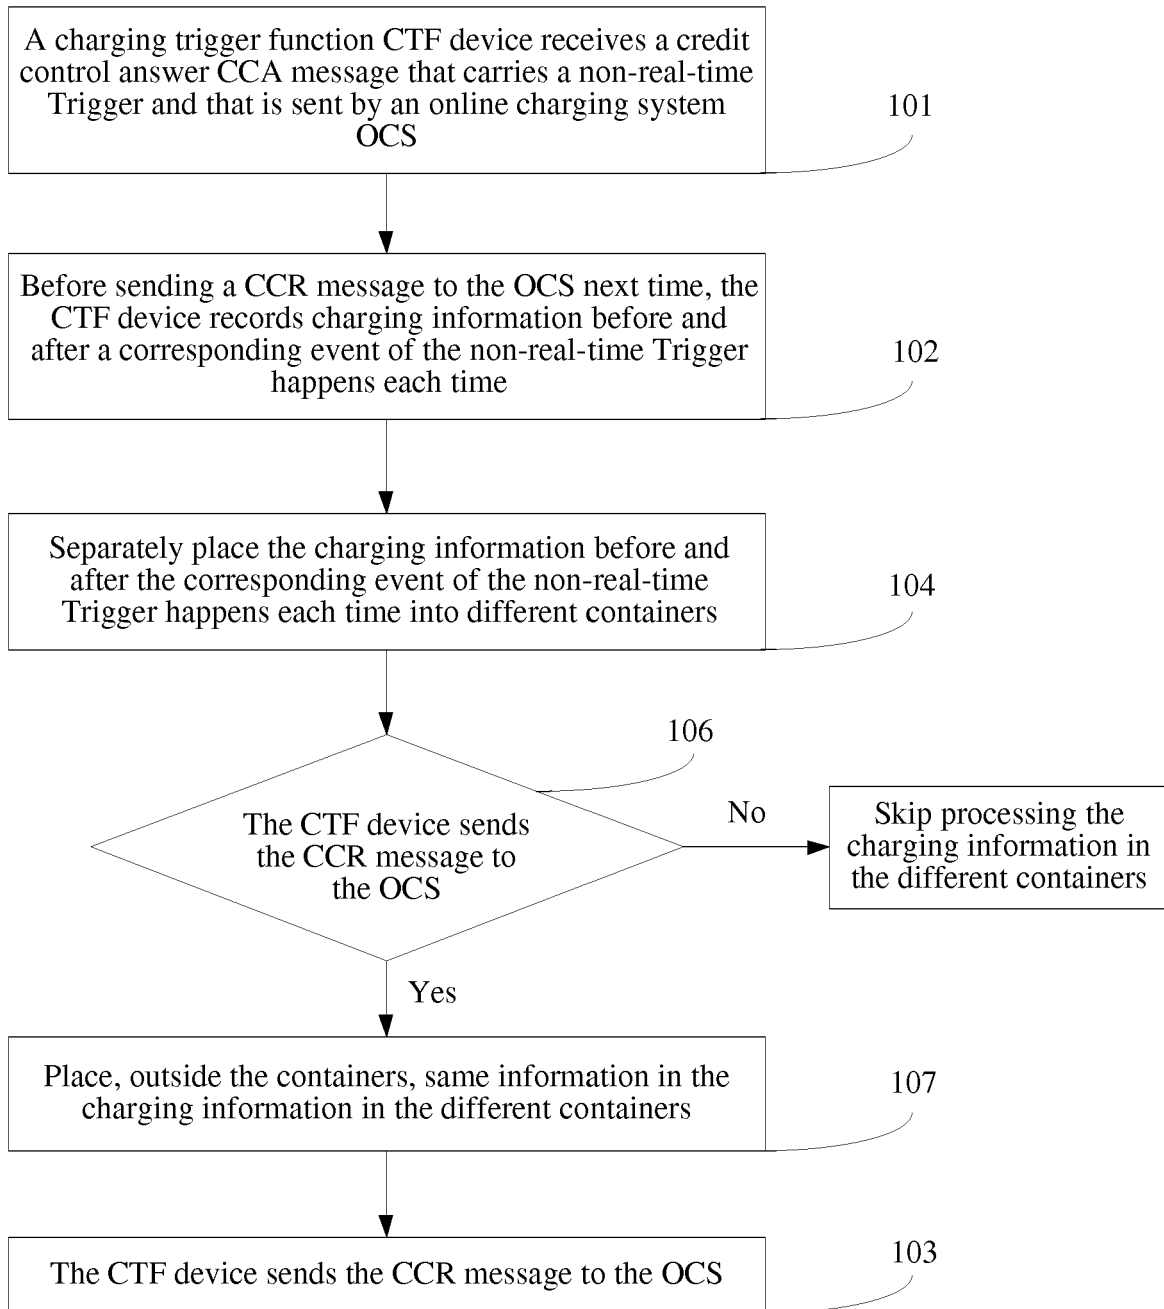 A charging trigger function CTF device receives a credit
control answer CCA message that carries a non-real-time
Trigger and that is sent by an online charging system
OCS
101
Before sending a CCR message to the OCS next time, the
CTF device records charging information before and
after a corresponding event of the non-real-time Trigger
happens each time
102
Separately place the charging information before and
after the corresponding event of the non-real-time
Trigger happens each time into different containers
104
106
The CTF device sends
the CCR message to
the OCS
No
Skip processing the
charging information in
the different containers
Yes
Place, outside the containers, same information in the
charging information in the different containers
107
The CTF device sends the CCR message to the OCS
103